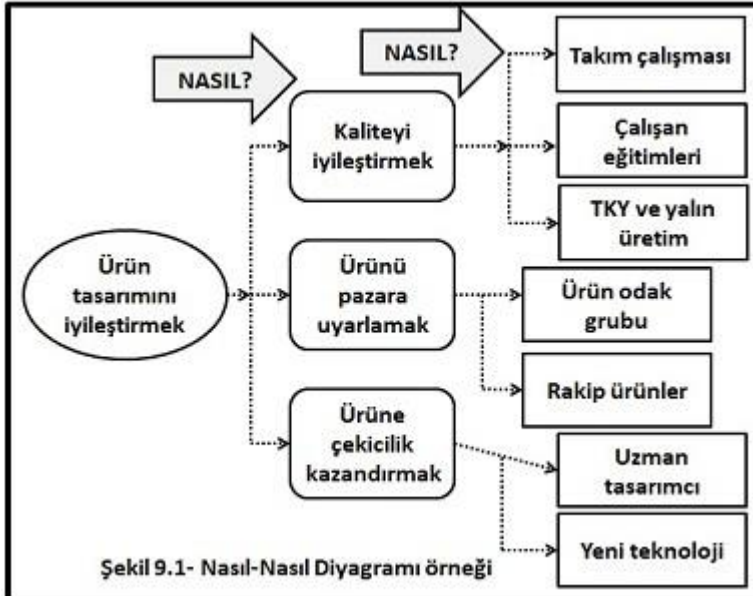 NASIL?
NASIL?
Takım çalışması
Kaliteyi
iyileştirmek
Çalışan
eğitimleri
TKY ve yalın
üretim
Ürün
tasarımını
iyileştirmek
Ürünü
pazara
uyarlamak
Ürün odak
grubu
Rakip ürünler
Ürüne
çekicilik
kazandırmak
Uzman
tasarımcı
Yeni teknoloji
Şekil 9.1- Nasıl-Nasıl Diyagramı örneği